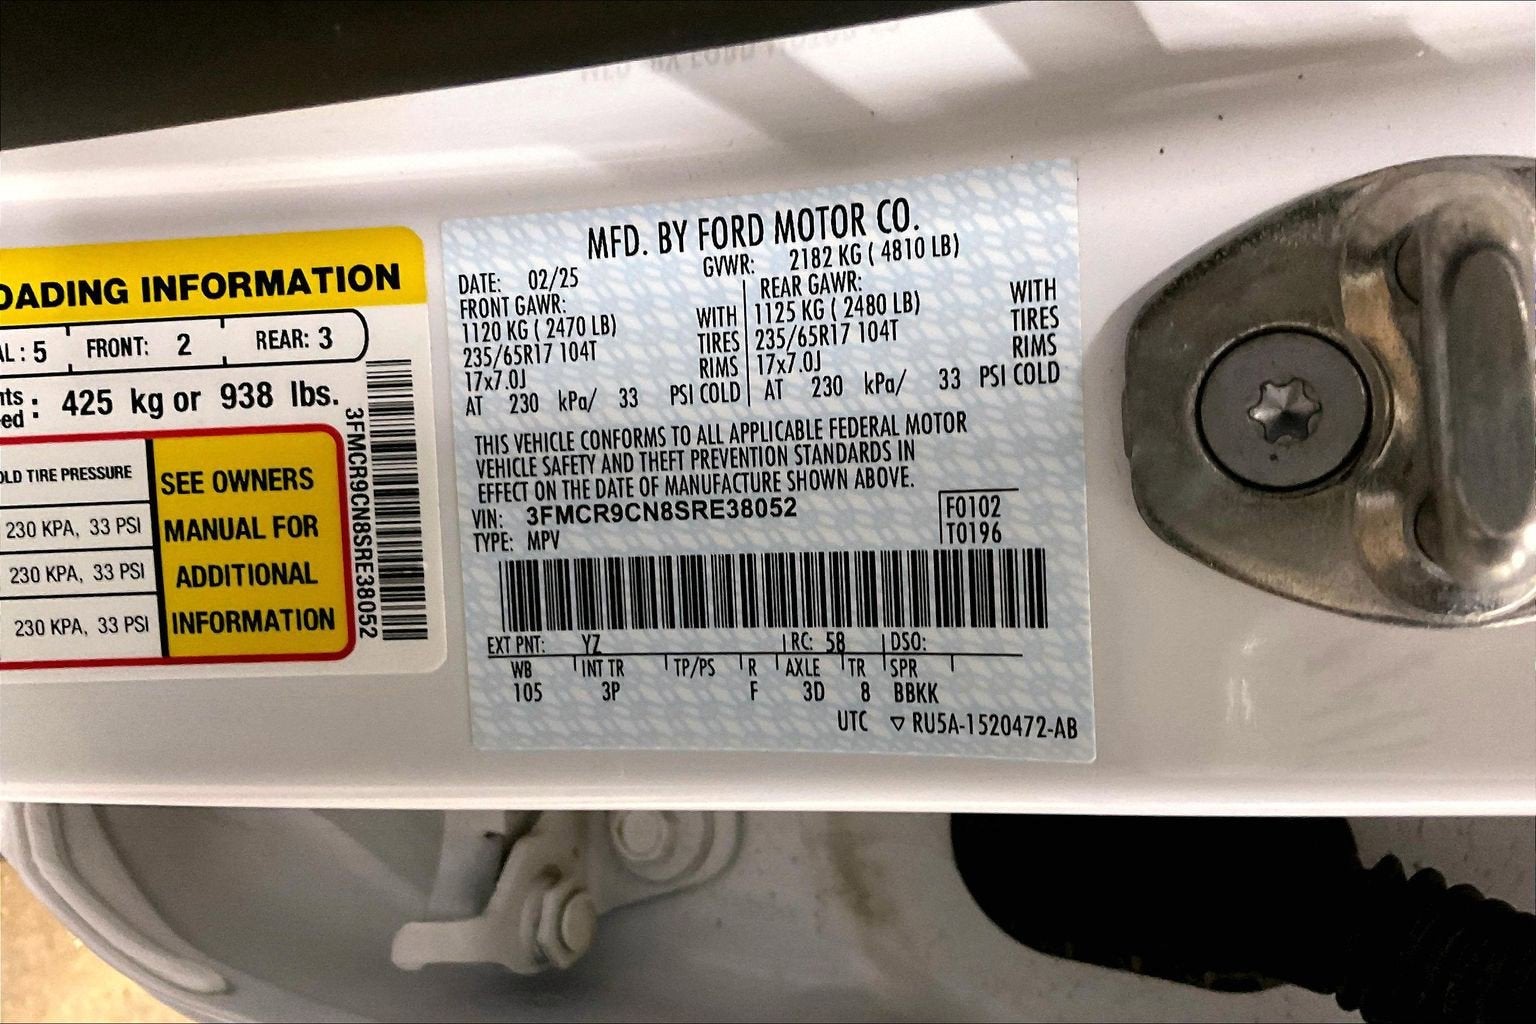 OADING INFORMATION
AL : 5 FRONT: 2 REAR: 3
: 425 kg or 938 lbs.
OLD TIRE PRESSURE
230 KPA, 33 PSI
230 KPA, 33 PSI
230 KPA, 33 PSI
SEE OWNERS
MANUAL FOR
ADDITIONAL
INFORMATION
3FMCR9CN8SRE38052
MFD. BY FORD MOTOR CO.
DATE: 02/25 GVWR: 2182 KG ( 4810 LB)
FRONT GAWR: REAR GAWR:
1120 KG ( 2470 LB) WITH 1125 KG ( 2480 LB) WITH
235/65R17 104T TIRES 235/65R17 104T TIRES
17x7.0J RIMS 17x7.0J RIMS
AT 230 kPa/ 33 PSI COLD AT 230 kPa/ 33 PSI COLD
THIS VEHICLE CONFORMS TO ALL APPLICABLE FEDERAL MOTOR
VEHICLE SAFETY AND THEFT PREVENTION STANDARDS IN
EFFECT ON THE DATE OF MANUFACTURE SHOWN ABOVE.
VIN: 3FMCR9CN8SRE38052 F0102
TYPE: MPV T0196
EXT PNT: YZ RC: 58 DSO:
WB INT TR TP/PS R AXLE TR SPR
105 3P F 3D 8 BBKK
UTC ▽ RU5A-1520472-AB